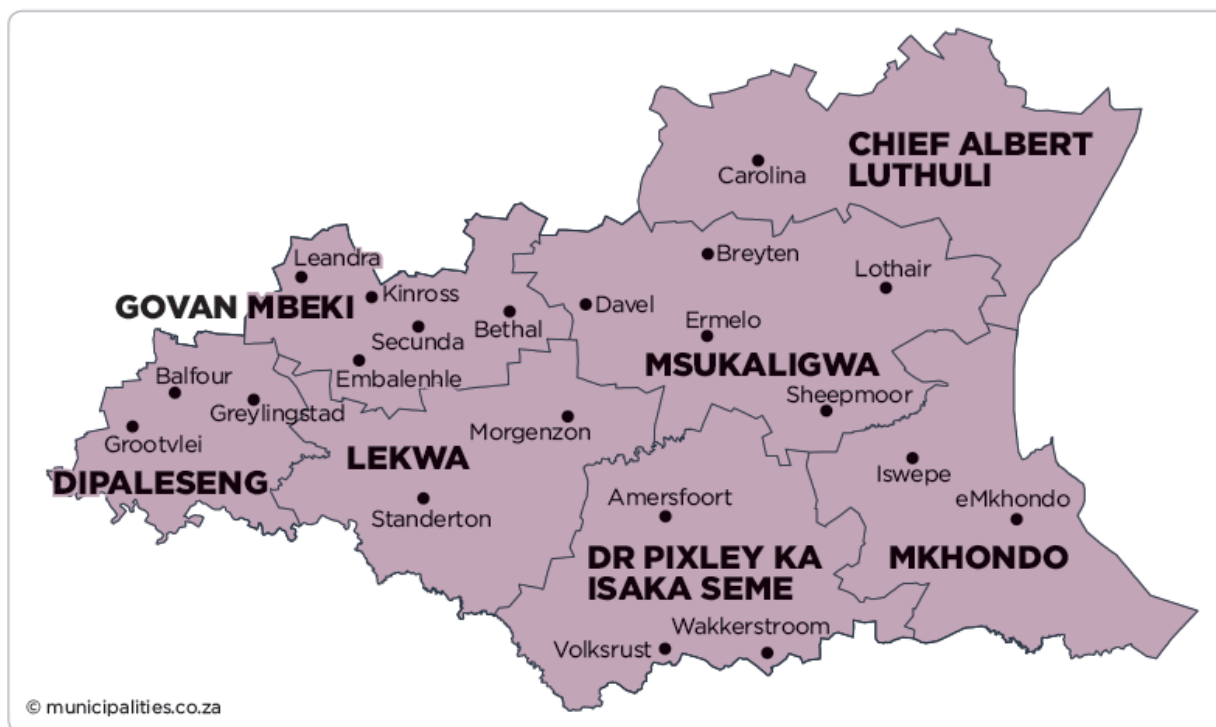 CHIEF ALBERT
LUTHULI
Carolina
Breyten
Lothair
Leandra
Kinross
Davel
GOVAN MBEKI
Secunda
Bethal
Ermelo
MSUKALIGWA
Embalenhle
Balfour
Greylingstad
Sheepmoor
Grootvlei
Morgenzon
LEKWA
DIPALESENG
Iswepe
Standerton
Amersfoort
eMkhondo
DR PIXLEY KA
ISAKA SEME
MKHONDO
Wakkerstroom
Volksrust
© municipalities.co.za